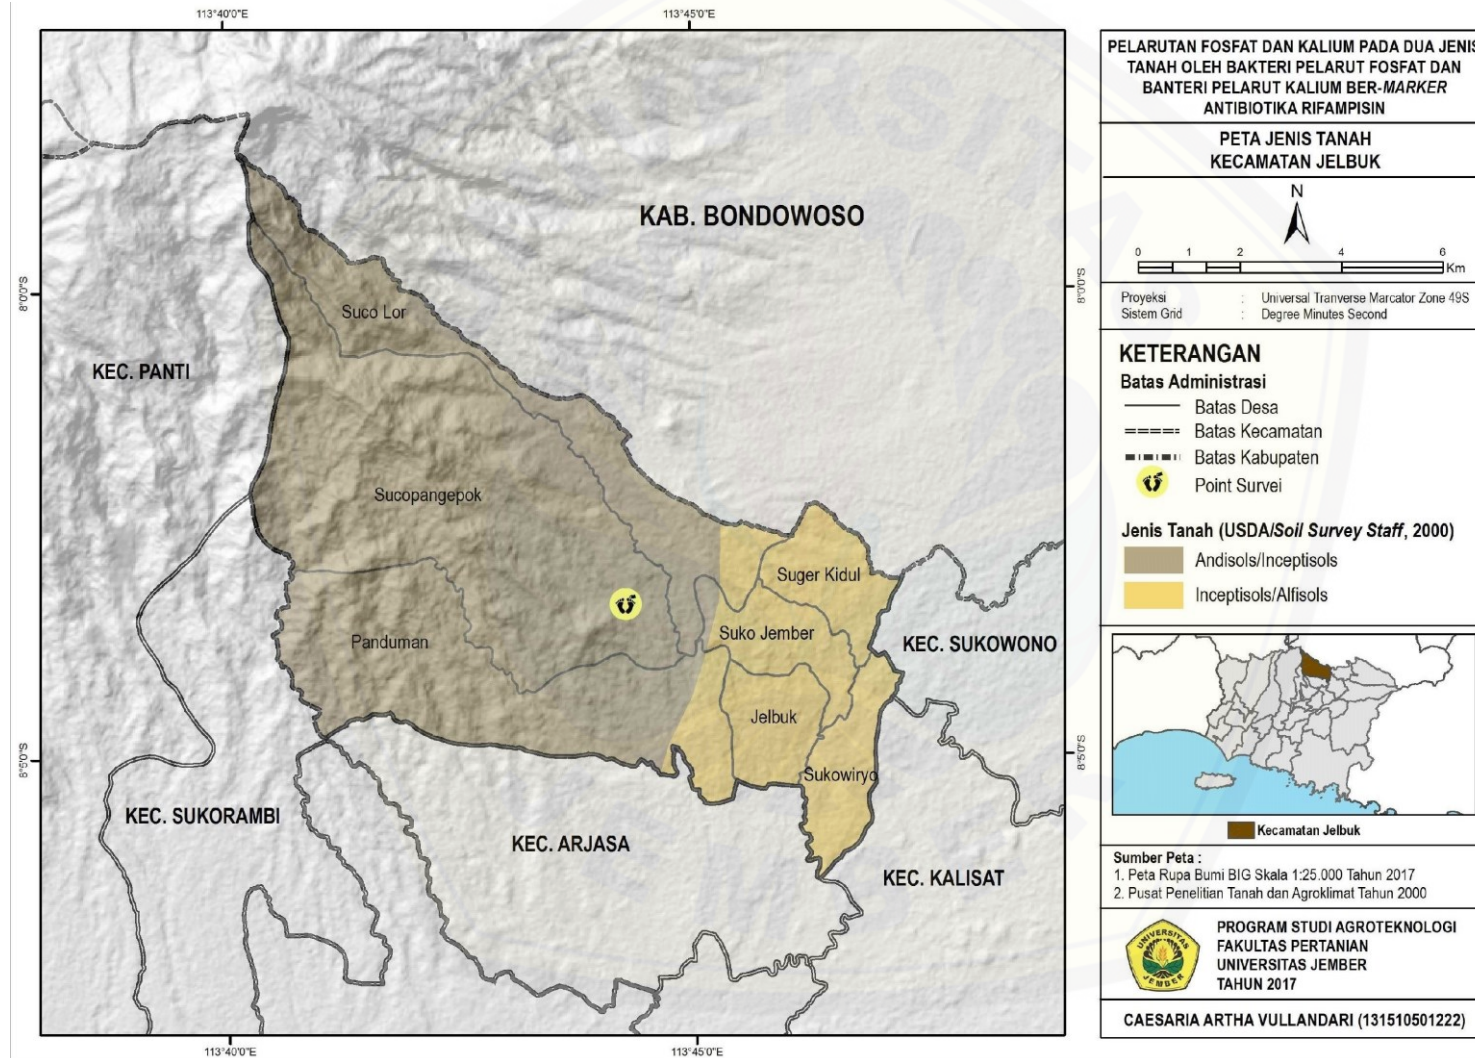 113°40'0"E
113°45'0"E
8°0'0"S
8°0'0"S
8°5'0"S
8°5'0"S
113°40'0"E
113°45'0"E
KAB. BONDOWOSO
Suco Lor
KEC. PANTI
Sucopangepok
Suger Kidul
Suko Jember
KEC. SUKOWONO
Panduman
Jelbuk
Sukowiryo
KEC. SUKORAMBI
KEC. ARJASA
KEC. KALISAT
PELARUTAN FOSFAT DAN KALIUM PADA DUA JENIS
TANAH OLEH BAKTERI PELARUT FOSFAT DAN
BANTERI PELARUT KALIUM BER-MARKER
ANTIBIOTIKA RIFAMPISIN
PETA JENIS TANAH
KECAMATAN JELBUK
N
0 1 2 4 6
Km
Proyeksi : Universal Tranverse Marcator Zone 49S
Sistem Grid : Degree Minutes Second
KETERANGAN
Batas Administrasi
Batas Desa
Batas Kecamatan
Batas Kabupaten
Point Survei
Jenis Tanah (USDA/Soil Survey Staff, 2000)
Andisols/Inceptisols
Inceptisols/Alfisols
Kecamatan Jelbuk
Sumber Peta :
1. Peta Rupa Bumi BIG Skala 1:25.000 Tahun 2017
2. Pusat Penelitian Tanah dan Agroklimat Tahun 2000
UNIVERSITAS
JEMBER
PROGRAM STUDI AGROTEKNOLOGI
FAKULTAS PERTANIAN
UNIVERSITAS JEMBER
TAHUN 2017
CAESARIA ARTHA VULLANDARI (131510501222)